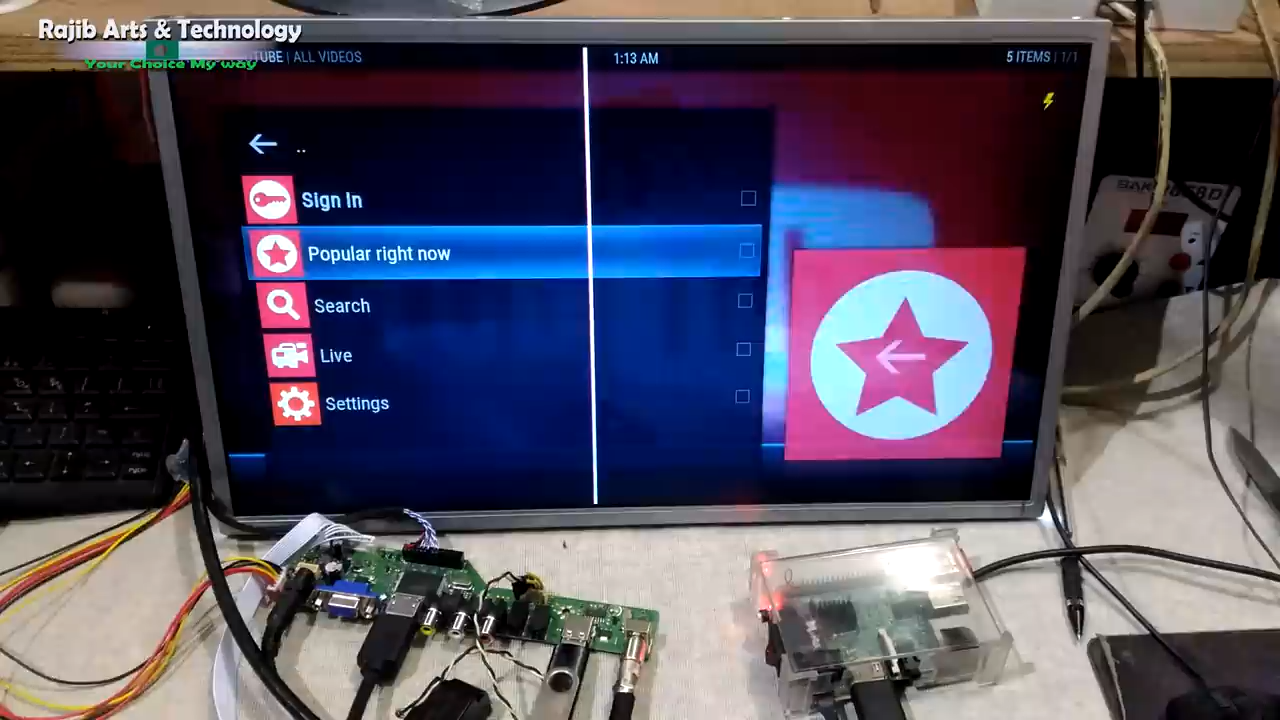 Rajib Arts & Technology
Your Choice My way
TUBE | ALL VIDEOS
1:13 AM
5 ITEMS | 1/1
..
Sign In
Popular right now
Search
Live
Settings